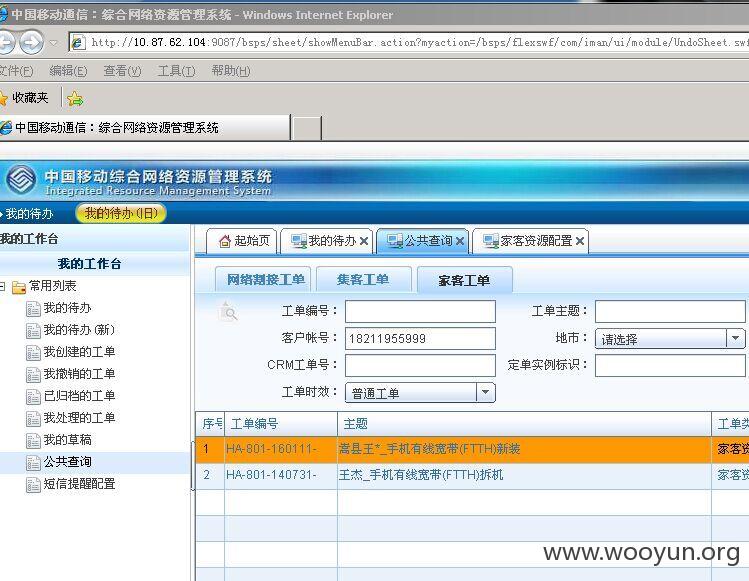 中国移动通信：综合网络资源管理系统 - Windows Internet Explorer
http://10.87.62.104:9087/bsps/sheet/showMenuBar.action?myaction=/bsps/flexswf/com/iman/ui/module/UndoSheet.swf
文件(F) 编辑(E) 查看(V) 工具(T) 帮助(H)
收藏夹
中国移动通信：综合网络资源管理系统
中国移动综合网络资源管理系统
Integrated Resource Management System
我的待办 我的待办(旧)
我的工作台 起始页 我的待办 公共查询 家客资源配置
我的工作台
网络割接工单 集客工单 家客工单
常用列表
我的待办
我的待办(新)
我创建的工单
我撤销的工单
已归档的工单
我处理的工单
我的草稿
公共查询
短信提醒配置
工单编号： 工单主题：
客户帐号： 18211955999 地市： 请选择
CRM工单号： 定单实例标识：
工单时效： 普通工单
序号 工单编号 主题 工单类
1 HA-801-160111- 嵩县王*_手机有线宽带(FTTH)新装 家客资
2 HA-801-140731- 王杰_手机有线宽带(FTTH)拆机 家客资
www.wooyun.org